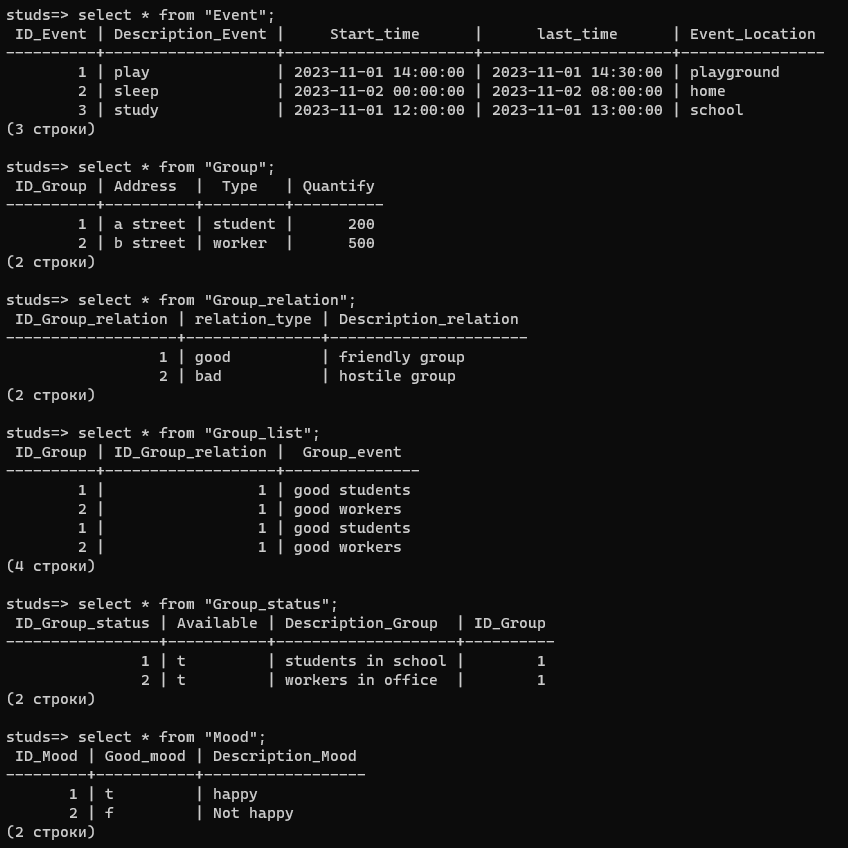 studs=> select * from "Event";
 ID_Event | Description_Event |     Start_time      |      last_time      | Event_Location
----------+-------------------+---------------------+---------------------+----------------
        1 | play              | 2023-11-01 14:00:00 | 2023-11-01 14:30:00 | playground
        2 | sleep             | 2023-11-02 00:00:00 | 2023-11-02 08:00:00 | home
        3 | study             | 2023-11-01 12:00:00 | 2023-11-01 13:00:00 | school
(3 строки)

studs=> select * from "Group";
 ID_Group | Address  |  Type   | Quantify
----------+----------+---------+----------
        1 | a street | student |      200
        2 | b street | worker  |      500
(2 строки)

studs=> select * from "Group_relation";
 ID_Group_relation | relation_type | Description_relation
-------------------+---------------+----------------------
                 1 | good          | friendly group
                 2 | bad           | hostile group
(2 строки)

studs=> select * from "Group_list";
 ID_Group | ID_Group_relation |  Group_event
----------+-------------------+---------------
        1 |                 1 | good students
        2 |                 1 | good workers
        1 |                 1 | good students
        2 |                 1 | good workers
(4 строки)

studs=> select * from "Group_status";
 ID_Group_status | Available | Description_Group  | ID_Group
-----------------+-----------+--------------------+----------
               1 | t         | students in school |        1
               2 | t         | workers in office  |        1
(2 строки)

studs=> select * from "Mood";
 ID_Mood | Good_mood | Description_Mood
---------+-----------+------------------
       1 | t         | happy
       2 | f         | Not happy
(2 строки)